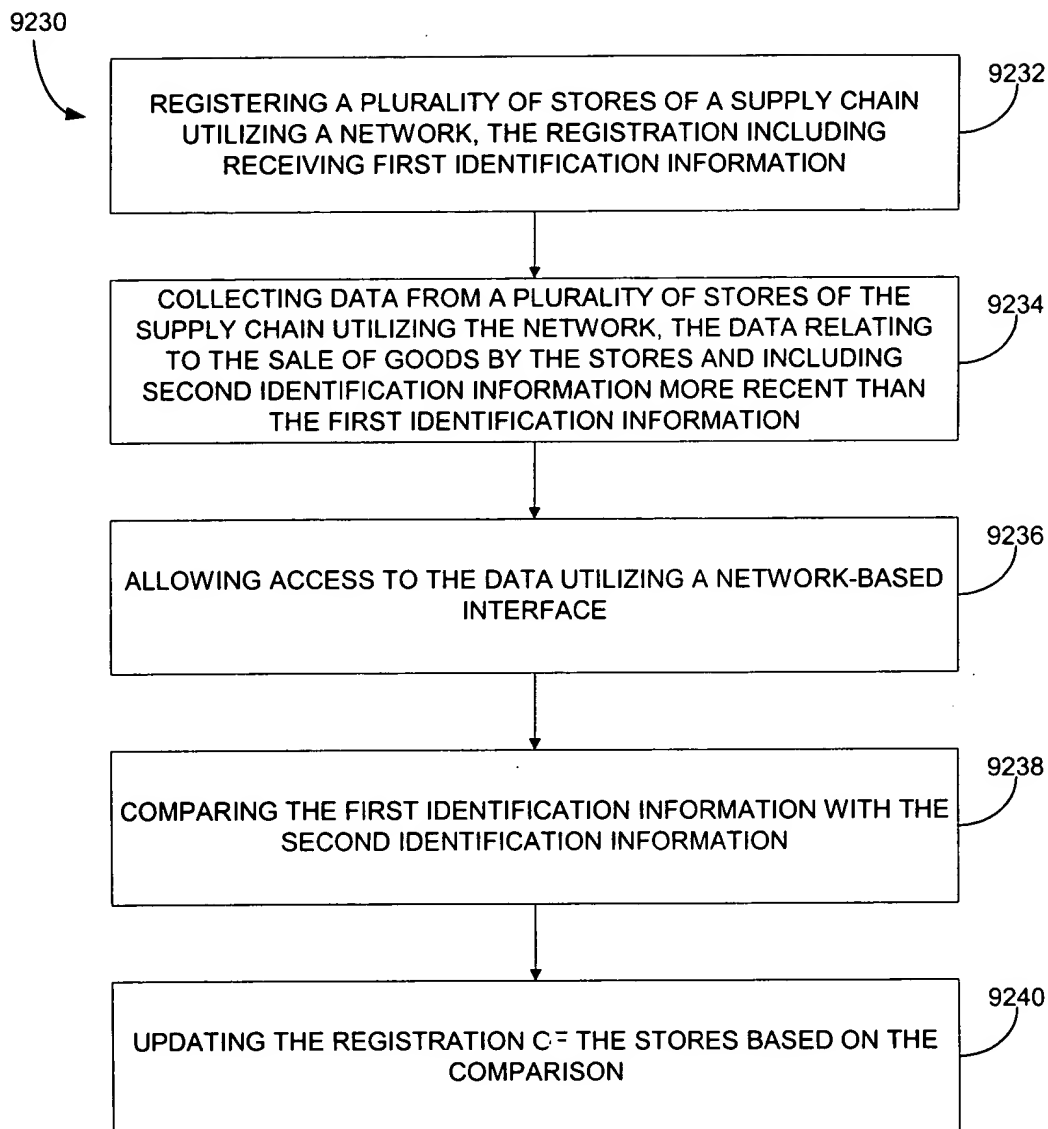 9230
9232
REGISTERING A PLURALITY OF STORES OF A SUPPLY CHAIN
UTILIZING A NETWORK, THE REGISTRATION INCLUDING
RECEIVING FIRST IDENTIFICATION INFORMATION
9234
COLLECTING DATA FROM A PLURALITY OF STORES OF THE
SUPPLY CHAIN UTILIZING THE NETWORK, THE DATA RELATING
TO THE SALE OF GOODS BY THE STORES AND INCLUDING
SECOND IDENTIFICATION INFORMATION MORE RECENT THAN
THE FIRST IDENTIFICATION INFORMATION
9236
ALLOWING ACCESS TO THE DATA UTILIZING A NETWORK-BASED
INTERFACE
9238
COMPARING THE FIRST IDENTIFICATION INFORMATION WITH THE
SECOND IDENTIFICATION INFORMATION
9240
UPDATING THE REGISTRATION OF THE STORES BASED ON THE
COMPARISON